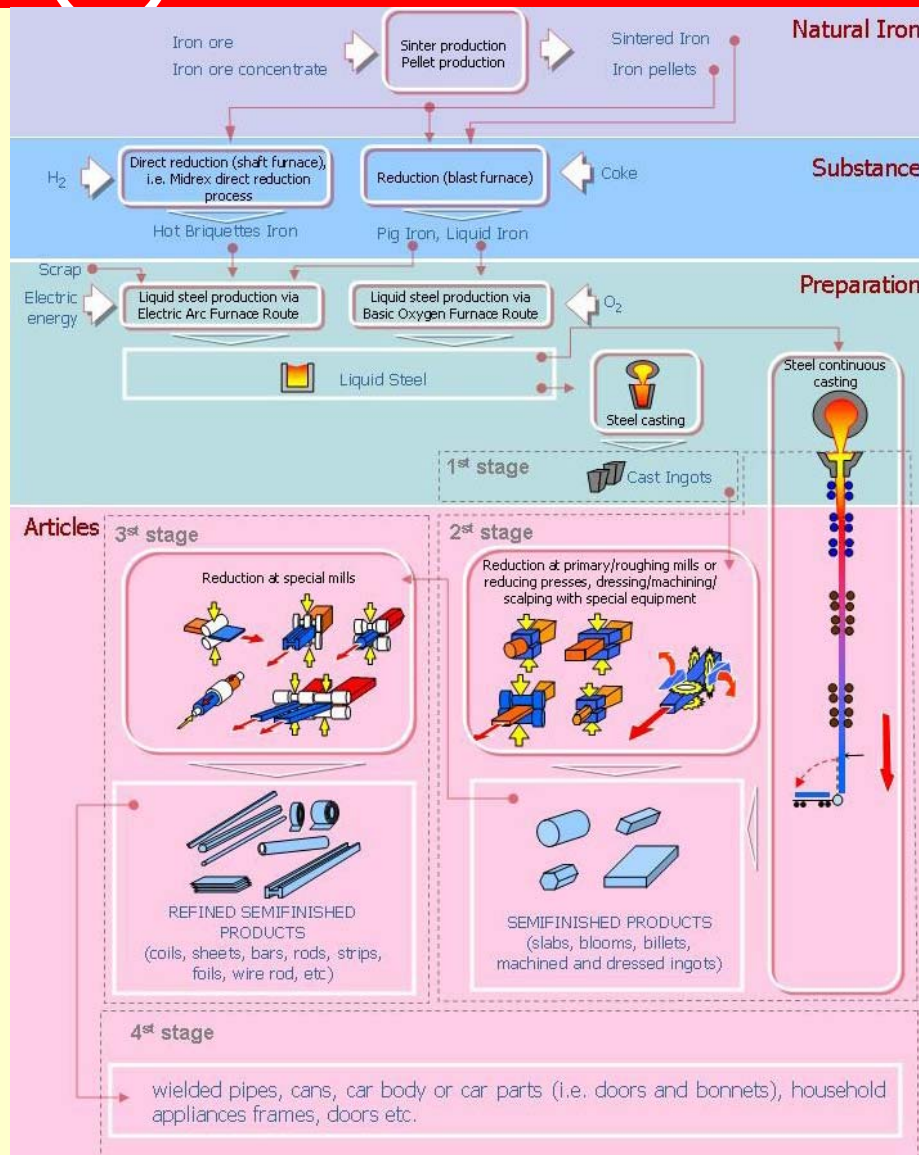 Natural Iron
Iron ore
Iron ore concentrate
Sinter production
Pellet production
Sintered Iron
Iron pellets
Substance
H2
Direct reduction (shaft furnace),
i.e. Midrex direct reduction
process
Reduction (blast furnace)
Coke
Hot Briquettes Iron
Pig Iron, Liquid Iron
Preparation
Scrap
Electric
energy
Liquid steel production via
Electric Arc Furnace Route
Liquid steel production via
Basic Oxygen Furnace Route
O2
Liquid Steel
Steel casting
Steel continuous
casting
1st stage
Cast Ingots
Articles
3st stage
Reduction at special mills
2st stage
Reduction at primary/roughing mills or
reducing presses, dressing/machining/
scalping with special equipment
REFINED SEMIFINISHED
PRODUCTS
(coils, sheets, bars, rods, strips,
foils, wire rod, etc)
SEMIFINISHED PRODUCTS
(slabs, blooms, billets,
machined and dressed ingots)
4st stage
wielded pipes, cans, car body or car parts (i.e. doors and bonnets), household
appliances frames, doors etc.